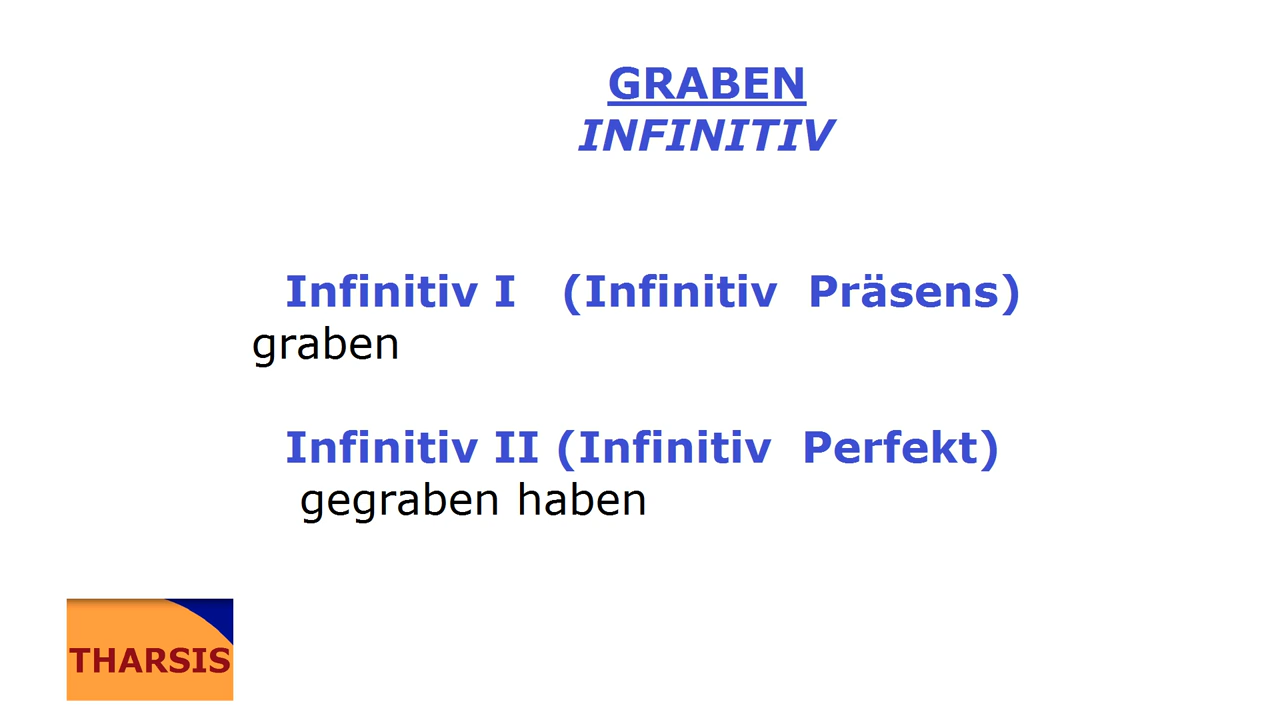 GRABEN
INFINITIV
Infinitiv I (Infinitiv Präsens)
graben
Infinitiv II (Infinitiv Perfekt)
gegraben haben
THARSIS